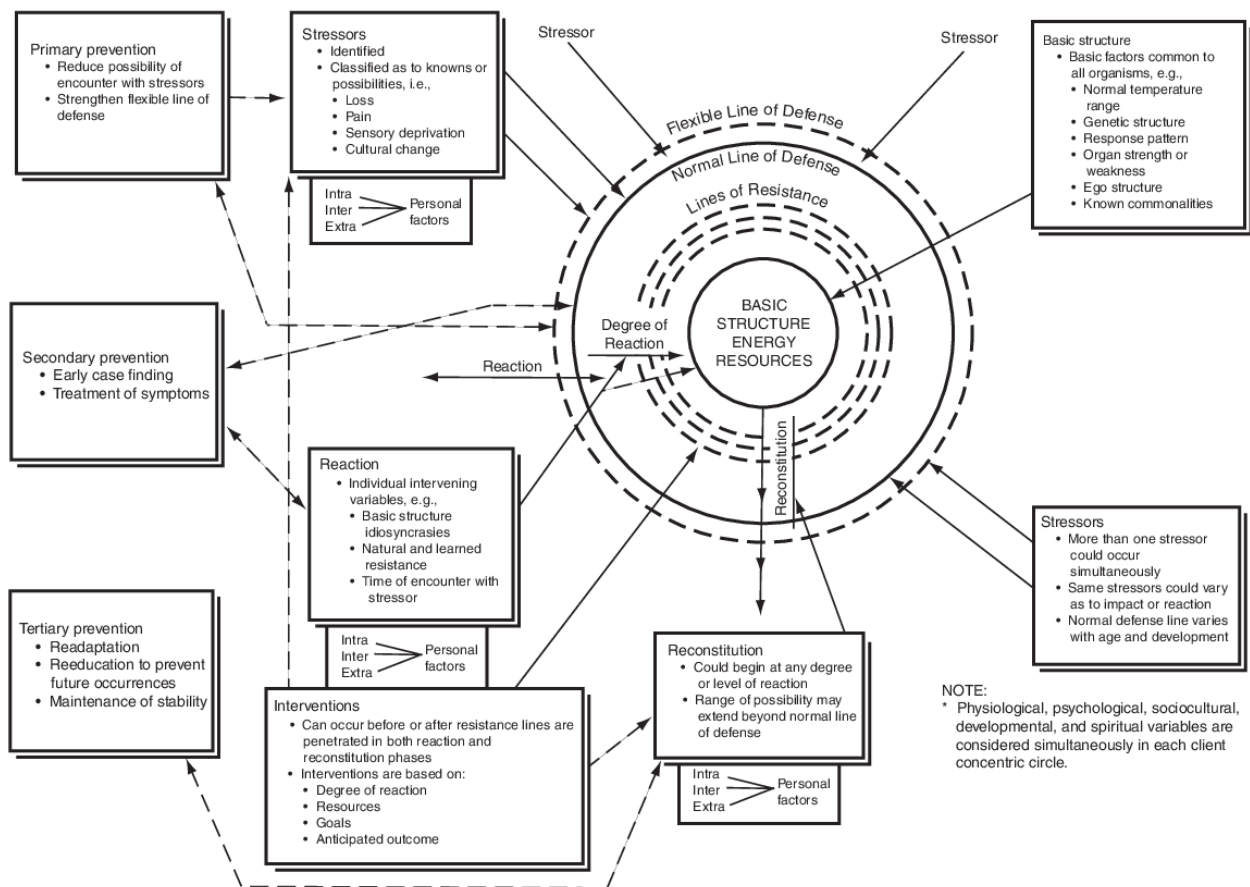 Primary prevention
• Reduce possibility of
encounter with stressors
• Strengthen flexible line of
defense
Stressors
• Identified
• Classified as to knowns or
possibilities, i.e.,
• Loss
• Pain
• Sensory deprivation
• Cultural change
Intra
Inter
Extra
Personal
factors
Stressor
Stressor
Basic structure
• Basic factors common to
all organisms, e.g.,
• Normal temperature
range
• Genetic structure
• Response pattern
• Organ strength or
weakness
• Ego structure
• Known commonalities
Flexible Line of Defense
Normal Line of Defense
Lines of Resistance
BASIC
STRUCTURE
ENERGY
RESOURCES
Degree of
Reaction
Reaction
Reconstitution
Secondary prevention
• Early case finding
• Treatment of symptoms
Reaction
• Individual intervening
variables, e.g.,
• Basic structure
idiosyncrasies
• Natural and learned
resistance
• Time of encounter with
stressor
Intra
Inter
Extra
Personal
factors
Stressors
• More than one stressor
could occur
simultaneously
• Same stressors could vary
as to impact or reaction
• Normal defense line varies
with age and development
Tertiary prevention
• Readaptation
• Reeducation to prevent
future occurrences
• Maintenance of stability
Interventions
• Can occur before or after resistance lines are
penetrated in both reaction and
reconstitution phases
• Interventions are based on:
• Degree of reaction
• Resources
• Goals
• Anticipated outcome
Reconstitution
• Could begin at any degree
or level of reaction
• Range of possibility may
extend beyond normal line
of defense
Intra
Inter
Extra
Personal
factors
NOTE:
* Physiological, psychological, sociocultural,
developmental, and spiritual variables are
considered simultaneously in each client
concentric circle.